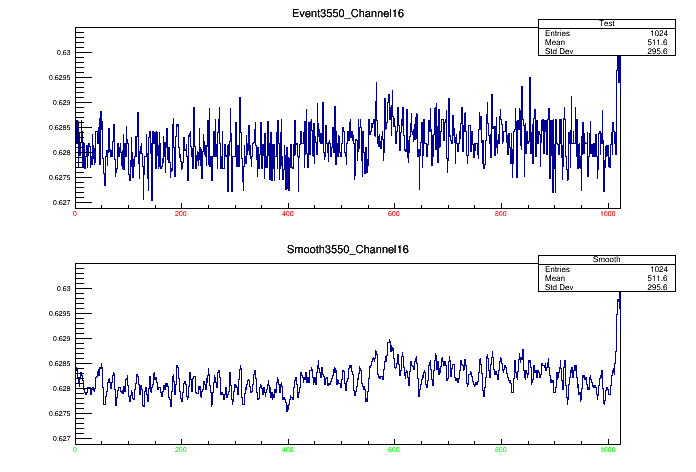 Event3550_Channel16
Test
Entries 1024
Mean 511.6
Std Dev 295.6
0.63
0.6295
0.629
0.6285
0.628
0.6275
0.627
0 200 400 600 800 1000
Smooth3550_Channel16
Smooth
Entries 1024
Mean 511.6
Std Dev 295.6
0.63
0.6295
0.629
0.6285
0.628
0.6275
0.627
0 200 400 600 800 1000